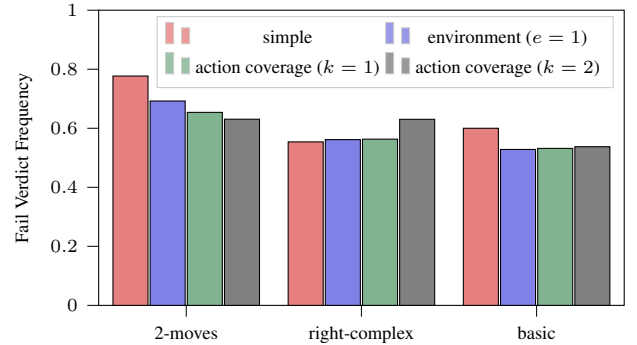 1
0.8
0.6
0.4
0.2
0
Fail Verdict Frequency
simple
environment (e = 1)
action coverage (k = 1)
action coverage (k = 2)
2-moves
right-complex
basic